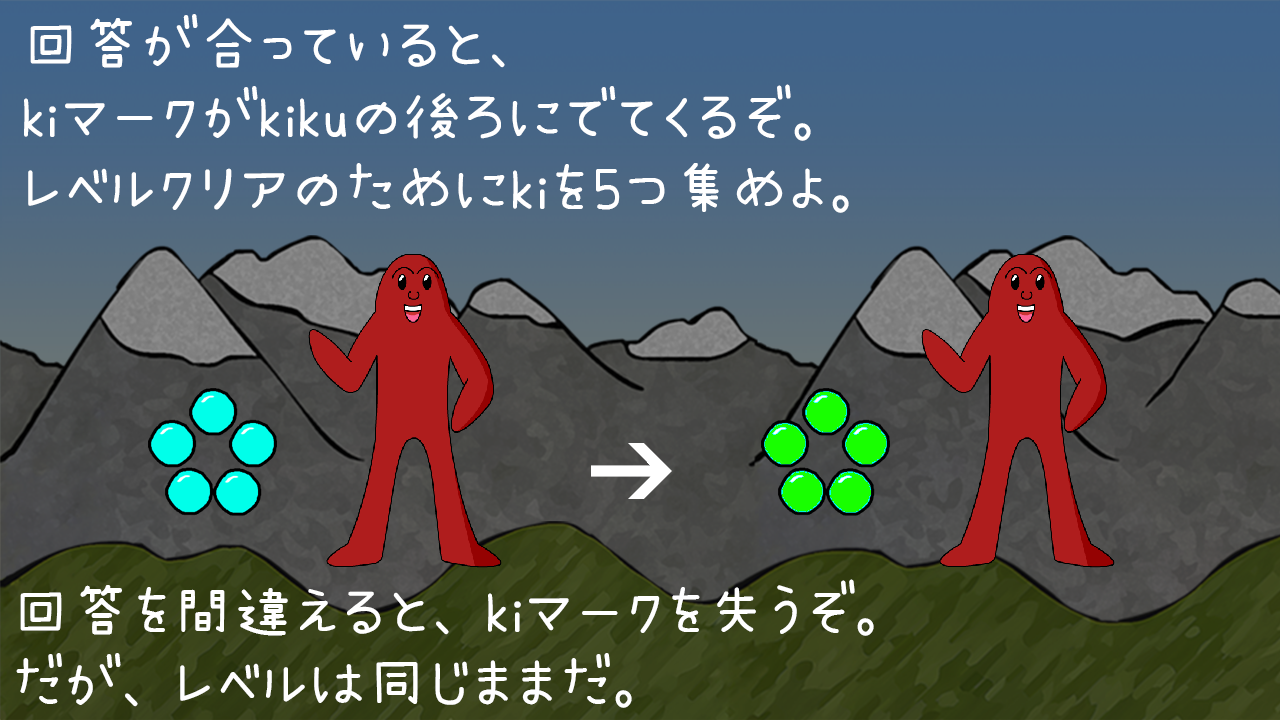 回答が合っていると、
kiマークがkikuの後ろにでてくるぞ。
レベルクリアのためにkiを5つ集めよ。
回答を間違えると、kiマークを失うぞ。
だが、レベルは同じままだ。